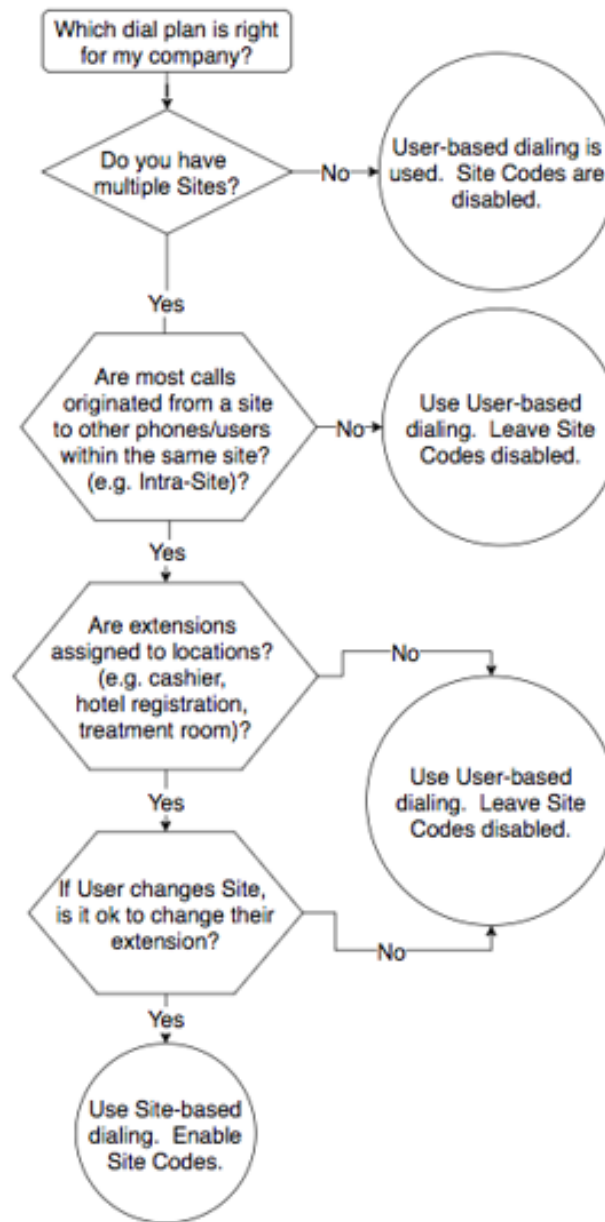 Which dial plan is right
for my company?
Do you have
multiple Sites?
No
User-based dialing is
used.  Site Codes are
disabled.
Yes
Are most calls
originated from a site
to other phones/users
within the same site?
(e.g. Intra-Site)?
No
Use User-based
dialing.  Leave Site
Codes disabled.
Yes
Are extensions
assigned to locations?
(e.g. cashier,
hotel registration,
treatment room)?
No
Use User-based
dialing.  Leave Site
Codes disabled.
Yes
If User changes Site,
is it ok to change their
extension?
No
Yes
Use Site-based
dialing.  Enable
Site Codes.